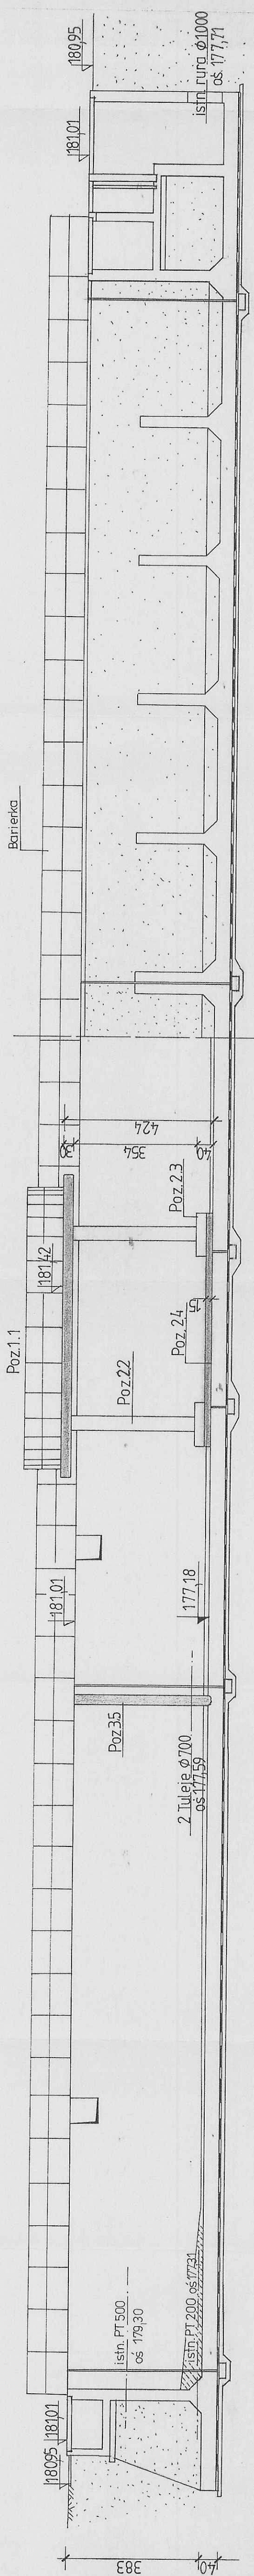 180,95
181,01
istn. rura Ø1000
oś. 177,71
Barierka
424
30
354
40
Poz. 2.3
181,42
Poz. 1.1
15
Poz. 2.4
Poz. 2.2
181,01
177,18
Poz 3.5
2 Tuleje Ø700
oś 177,59
istn. PT 500
oś 179,30
istn. PT 200 oś 177,31
180,95
181,01
383
40